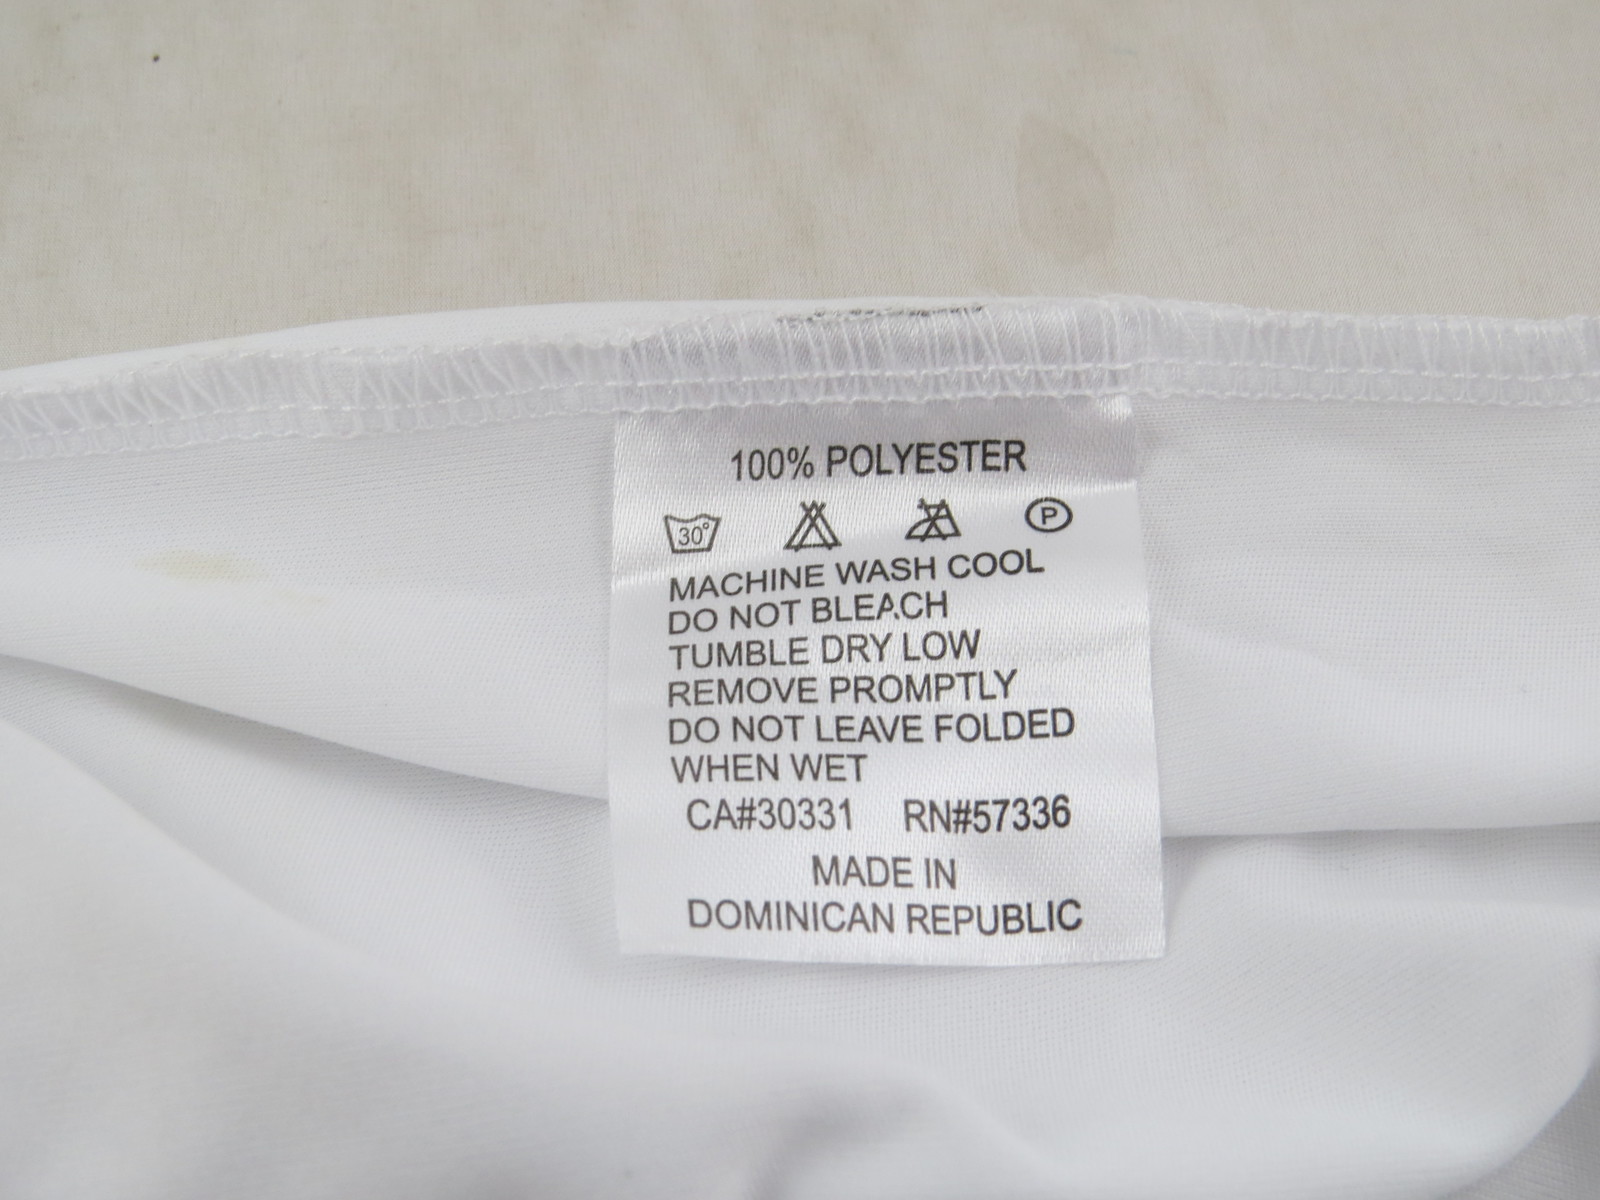 100% POLYESTER
30° P
MACHINE WASH COOL
DO NOT BLEACH
TUMBLE DRY LOW
REMOVE PROMPTLY
DO NOT LEAVE FOLDED
WHEN WET
CA#30331 RN#57336
MADE IN
DOMINICAN REPUBLIC